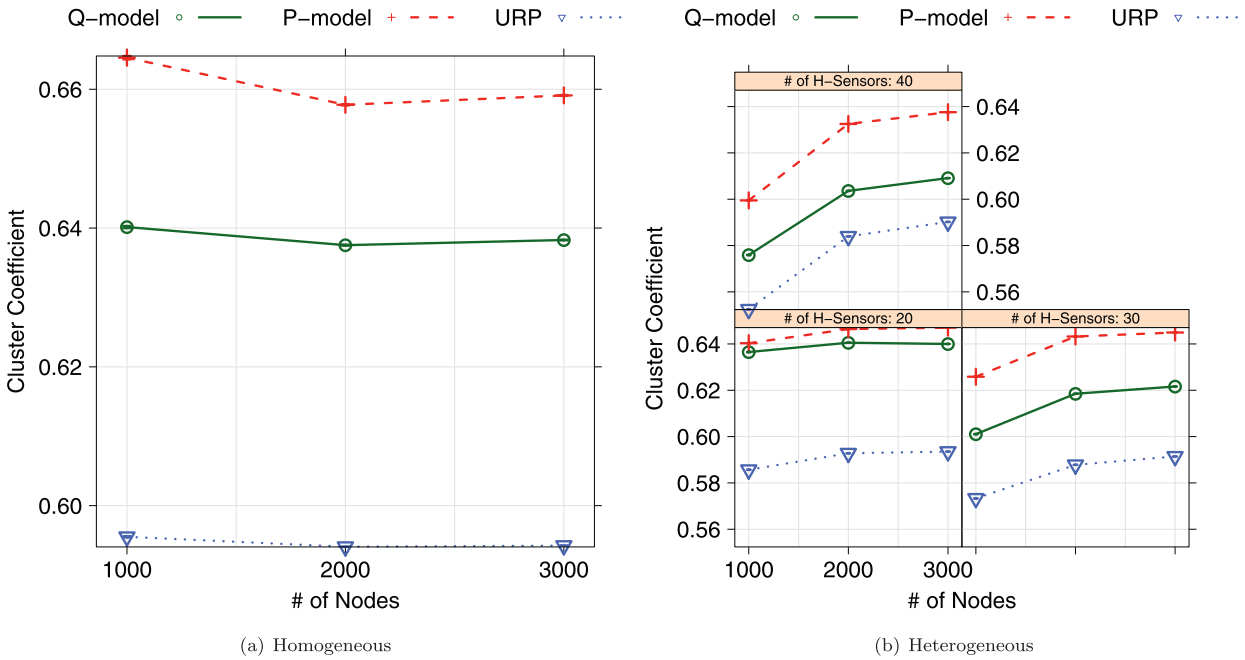 Q−model P−model URP
0.66
0.64
0.62
0.60
Cluster Coefficient
1000 2000 3000
# of Nodes
(a) Homogeneous
Q−model P−model URP
# of H−Sensors: 40
0.64
0.62
0.60
0.58
0.56
Cluster Coefficient
# of H−Sensors: 20 # of H−Sensors: 30
0.64
0.62
0.60
0.58
0.56
1000 2000 3000
# of Nodes
(b) Heterogeneous